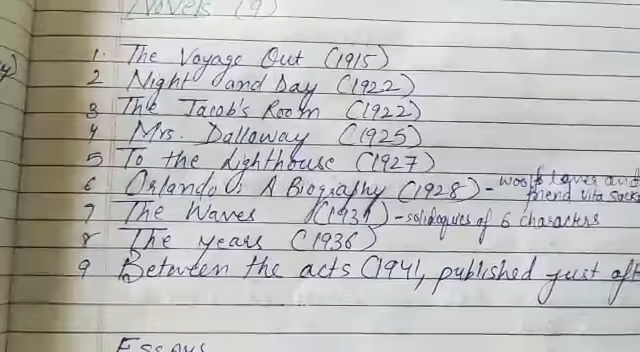 Novels (9)
1. The Voyage Out (1915)
2 Night and Day (1922)
3 The Jacob's Room (1922)
4 Mrs. Dalloway (1925)
5 To the Lighthouse (1927)
6 Orlando: A Biography (1928) - woolf's lover and
friend vita sack
7 The Waves (1931) - soliloquies of 6 characters
8 The years (1936)
9 Between the acts (1941, published just aft
Essays